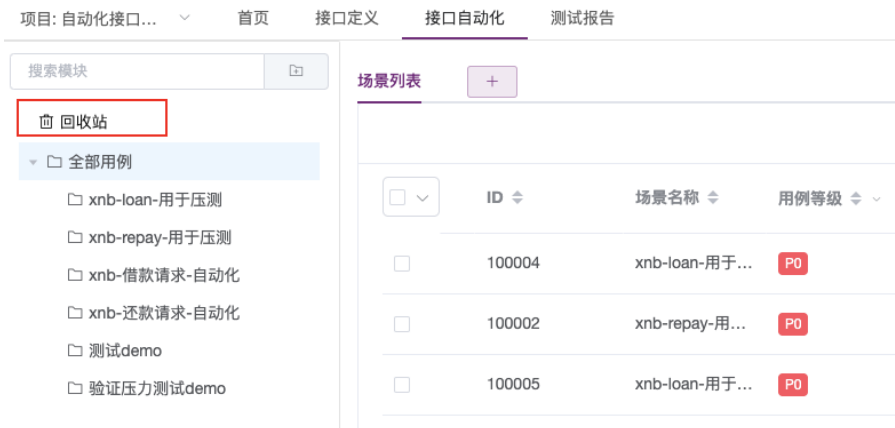 项目: 自动化接口... 首页 接口定义 接口自动化 测试报告
搜索模块
回收站
全部用例
xnb-loan-用于压测
xnb-repay-用于压测
xnb-借款请求-自动化
xnb-还款请求-自动化
测试demo
验证压力测试demo
场景列表 +
ID 场景名称 用例等级
100004 xnb-loan-用于... P0
100002 xnb-repay-用... P0
100005 xnb-loan-用于... P0